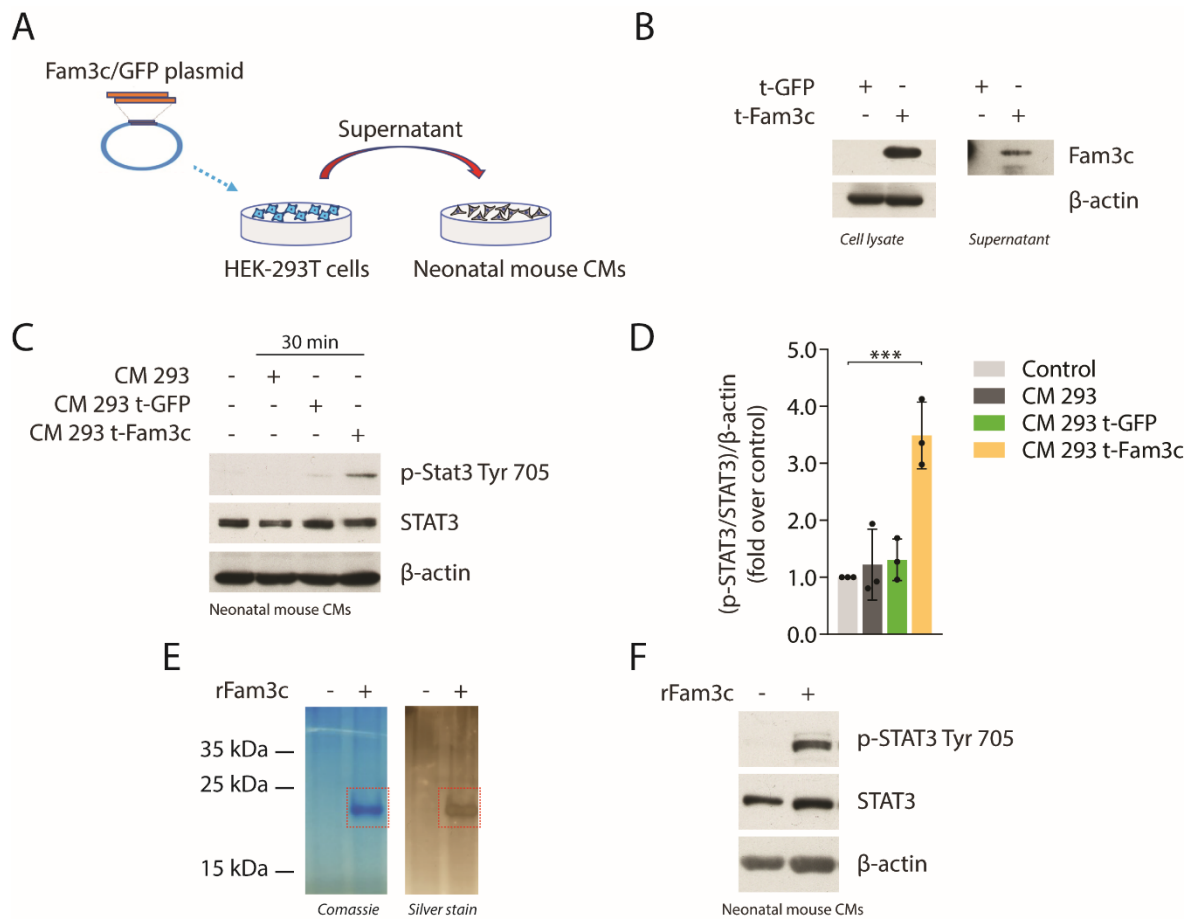 A
Fam3c/GFP plasmid
Supernatant
HEK-293T cells
Neonatal mouse CMs
B
t-GFP + - + -
t-Fam3c - + - +
Fam3c
β-actin
Cell lysate
Supernatant
C
30 min
CM 293 - + - -
CM 293 t-GFP - - + -
CM 293 t-Fam3c - - - +
p-Stat3 Tyr 705
STAT3
β-actin
Neonatal mouse CMs
D
(p-STAT3/STAT3)/β-actin
(fold over control)
5.0
4.0
3.0
2.0
1.0
0.0
***
Control
CM 293
CM 293 t-GFP
CM 293 t-Fam3c
E
rFam3c - + - +
35 kDa
25 kDa
15 kDa
Comassie
Silver stain
F
rFam3c - +
p-STAT3 Tyr 705
STAT3
β-actin
Neonatal mouse CMs